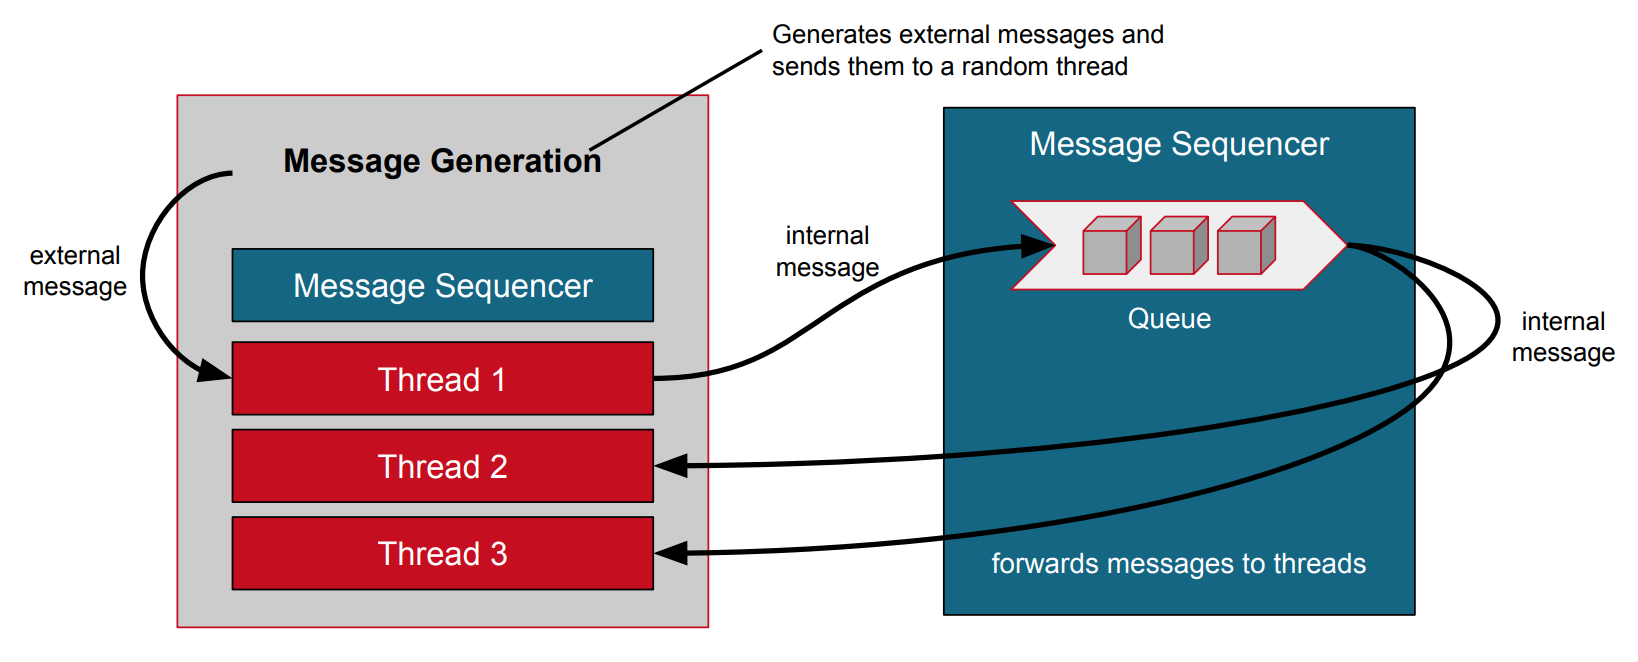 Generates external messages and
sends them to a random thread
Message Generation
external
message
Message Sequencer
Thread 1
Thread 2
Thread 3
internal
message
Message Sequencer
Queue
forwards messages to threads
internal
message